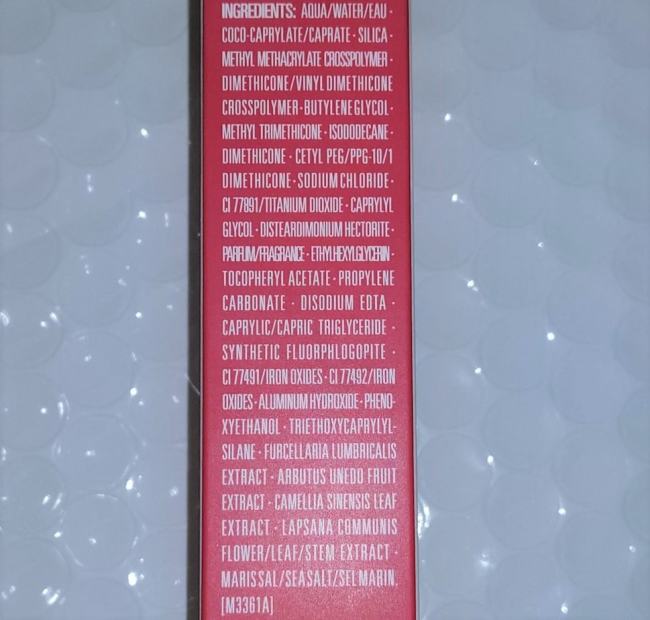 INGREDIENTS: AQUA/WATER/EAU ·
COCO-CAPRYLATE/CAPRATE · SILICA ·
METHYL METHACRYLATE CROSSPOLYMER ·
DIMETHICONE/VINYL DIMETHICONE
CROSSPOLYMER · BUTYLENE GLYCOL ·
METHYL TRIMETHICONE · ISODODECANE ·
DIMETHICONE · CETYL PEG/PPG-10/1
DIMETHICONE · SODIUM CHLORIDE ·
CI 77891/TITANIUM DIOXIDE · CAPRYLYL
GLYCOL · DISTEARDIMONIUM HECTORITE ·
PARFUM/FRAGRANCE · ETHYLHEXYLGLYCERIN ·
TOCOPHERYL ACETATE · PROPYLENE
CARBONATE · DISODIUM EDTA ·
CAPRYLIC/CAPRIC TRIGLYCERIDE ·
SYNTHETIC FLUORPHLOGOPITE ·
CI 77491/IRON OXIDES · CI 77492/IRON
OXIDES · ALUMINUM HYDROXIDE · PHENO-
XYETHANOL · TRIETHOXYCAPRYLYL-
SILANE · FURCELLARIA LUMBRICALIS
EXTRACT · ARBUTUS UNEDO FRUIT
EXTRACT · CAMELLIA SINENSIS LEAF
EXTRACT · LAPSANA COMMUNIS
FLOWER/LEAF/STEM EXTRACT ·
MARIS SAL/SEA SALT/SEL MARIN.
[M3361A]